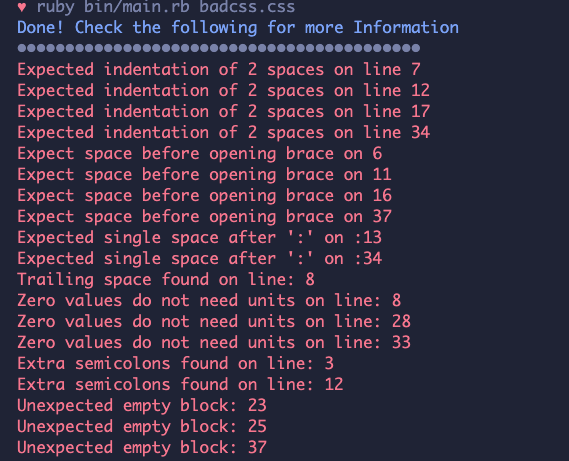 ♥ ruby bin/main.rb badcss.css
Done! Check the following for more Information
●●●●●●●●●●●●●●●●●●●●●●●●●●●●●●●●●●●●●●●●●●
Expected indentation of 2 spaces on line 7
Expected indentation of 2 spaces on line 12
Expected indentation of 2 spaces on line 17
Expected indentation of 2 spaces on line 34
Expect space before opening brace on 6
Expect space before opening brace on 11
Expect space before opening brace on 16
Expect space before opening brace on 37
Expected single space after ':' on :13
Expected single space after ':' on :34
Trailing space found on line: 8
Zero values do not need units on line: 8
Zero values do not need units on line: 28
Zero values do not need units on line: 33
Extra semicolons found on line: 3
Extra semicolons found on line: 12
Unexpected empty block: 23
Unexpected empty block: 25
Unexpected empty block: 37